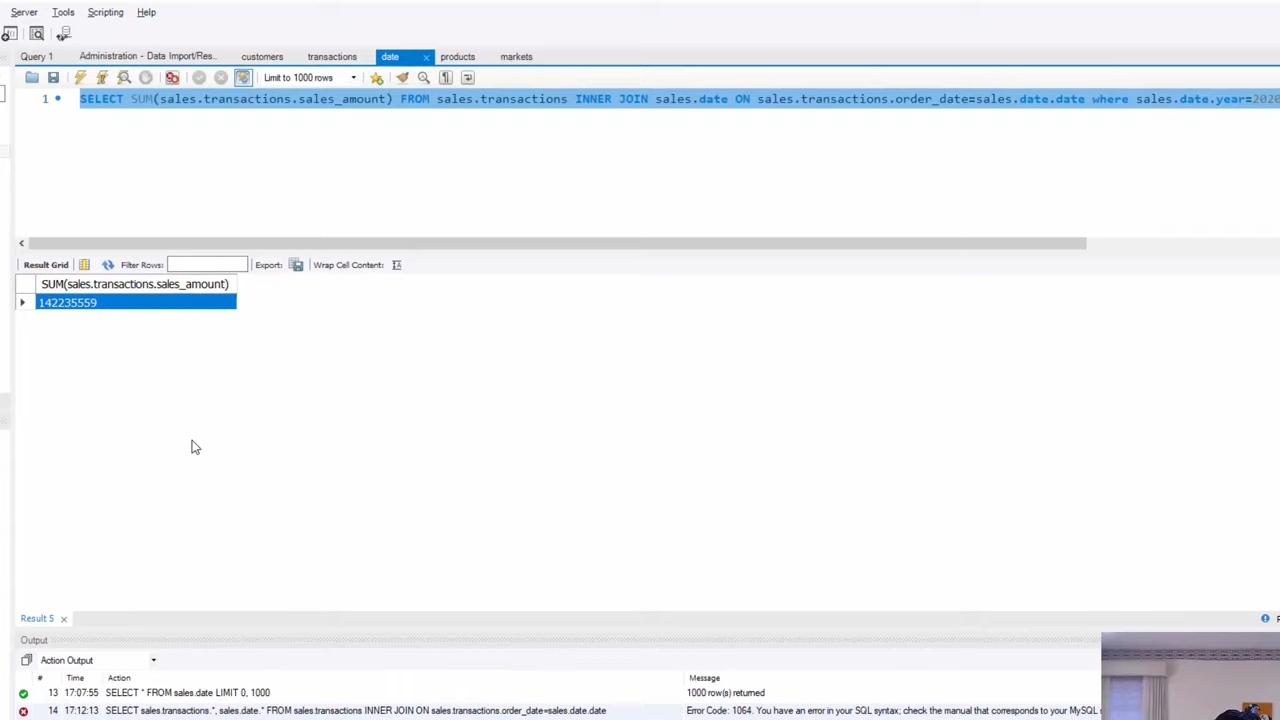 Server Tools Scripting Help
Query 1 Administration - Data Import/Res... customers transactions date products markets
Limit to 1000 rows
1 SELECT SUM(sales.transactions.sales_amount) FROM sales.transactions INNER JOIN sales.date ON sales.transactions.order_date=sales.date.date where sales.date.year=2020
Result Grid Filter Rows: Export: Wrap Cell Content:
SUM(sales.transactions.sales_amount)
142235559
Result 5
Output
Action Output
# Time Action Message
13 17:07:55 SELECT * FROM sales.date LIMIT 0, 1000 1000 row(s) returned
14 17:12:13 SELECT sales.transactions.*, sales.date.* FROM sales.transactions INNER JOIN ON sales.transactions.order_date=sales.date.date Error Code: 1064. You have an error in your SQL syntax; check the manual that corresponds to your MySQL